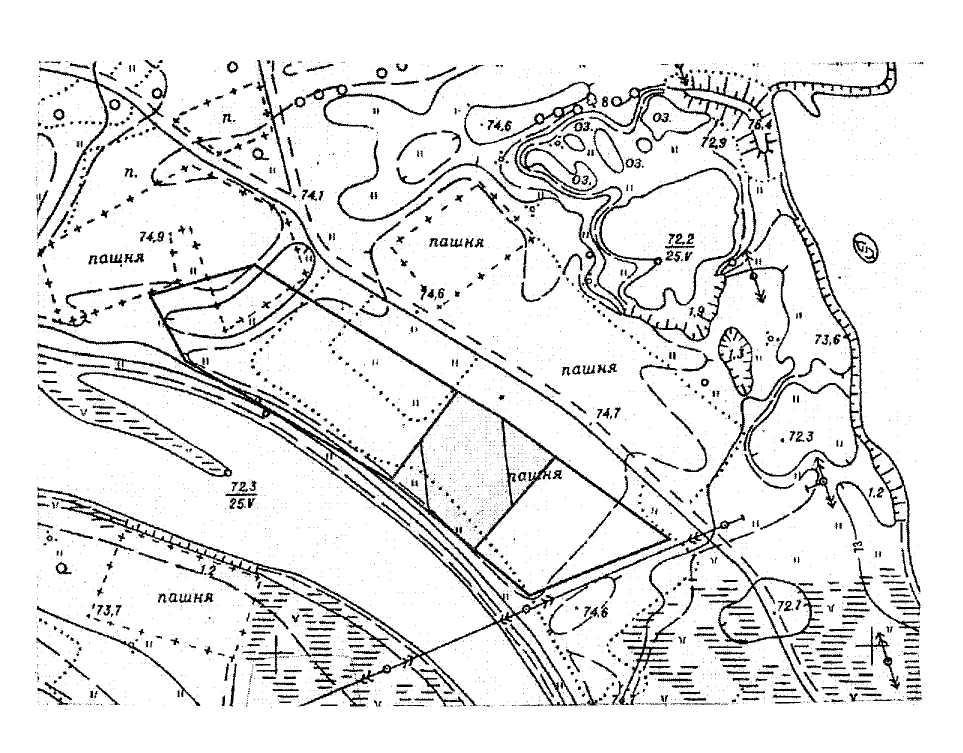 8
74,6
оз.
оз.
оз.
оз.
72,9
76,4
п.
п.
74,1
74,9
пашня
пашня
72,2
25.V
74,6
1,9
1,3
73,6
пашня
74,7
72,3
пашня
72,3
25.V
1,2
1,2
73
73,7
пашня
74,6
72,1